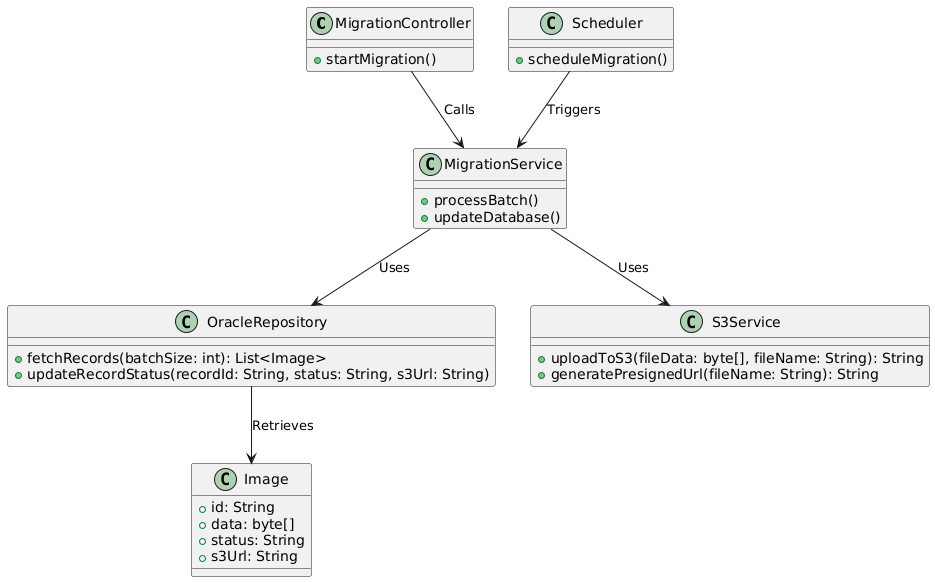 C MigrationController
+ startMigration()
C Scheduler
+ scheduleMigration()
Calls
Triggers
C MigrationService
processBatch()
updateDatabase()
Uses
Uses
C OracleRepository
fetchRecords(batchSize: int): List<Image>
updateRecordStatus(recordId: String, status: String, s3Url: String)
C S3Service
uploadToS3(fileData: byte[], fileName: String): String
generatePresignedUrl(fileName: String): String
Retrieves
C Image
id: String
data: byte[]
status: String
s3Url: String